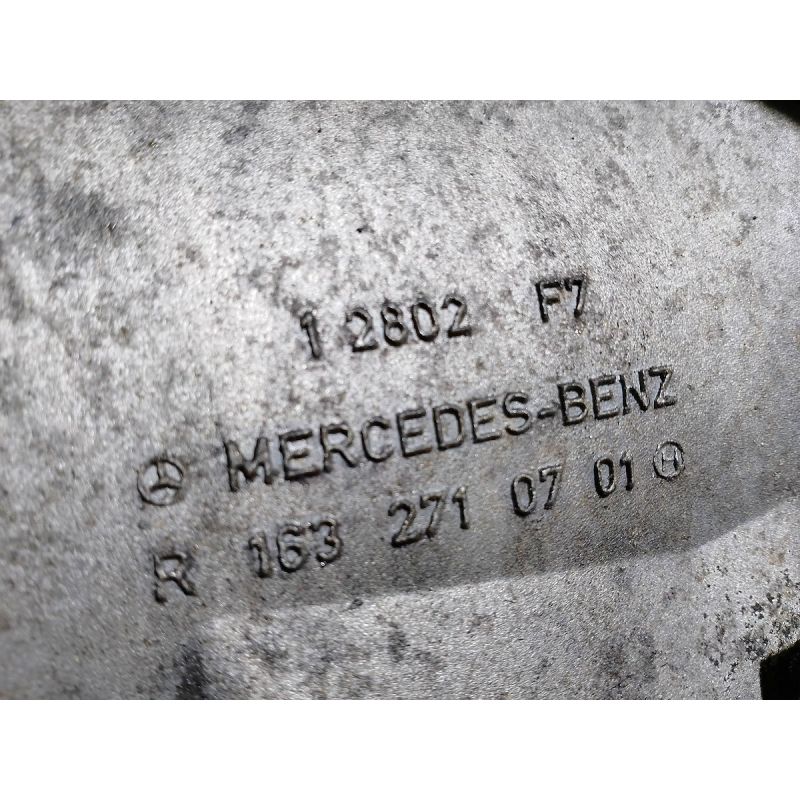 1 2802 F7
MERCEDES-BENZ
R 163 271 07 01 H